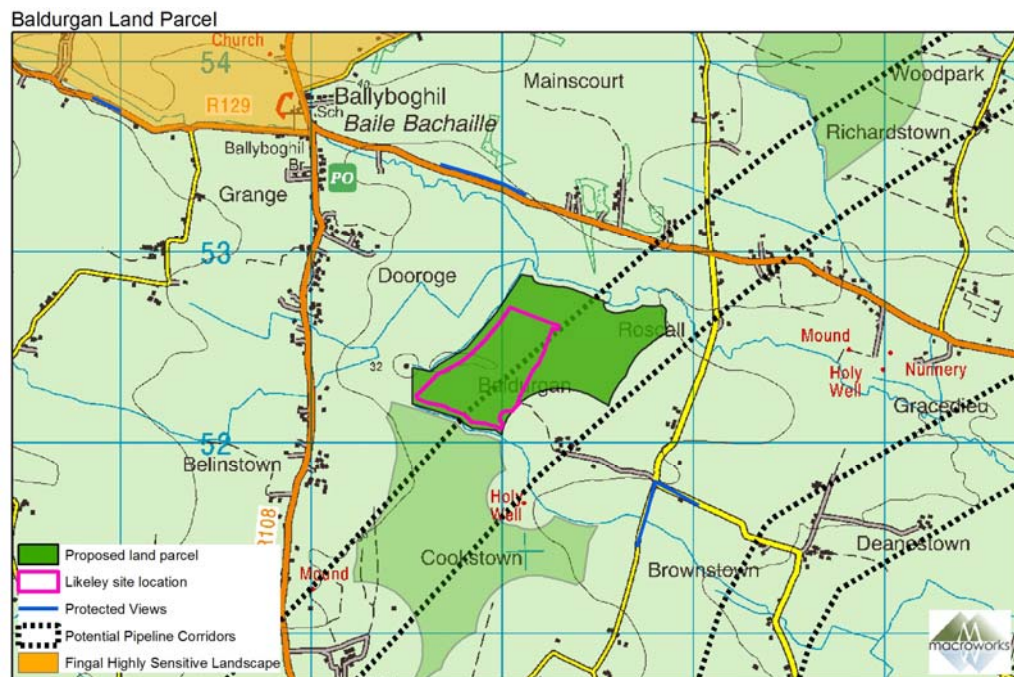 Baldurgan Land Parcel
Church
54
40
Mainscourt
Woodpark
R129
Ballyboghil
Sch
Baile Bachaille
Richardstown
Ballyboghil
Br
PO
Grange
53
Dooroge
Roscall
Mound
32
Baldurgan
Holy
Well
Nunnery
Gracedieu
52
Belinstown
Holy
Well
R108
Cookstown
Deanestown
Brownstown
Mound
Proposed land parcel
Likeley site location
Protected Views
Potential Pipeline Corridors
Fingal Highly Sensitive Landscape
macroworks